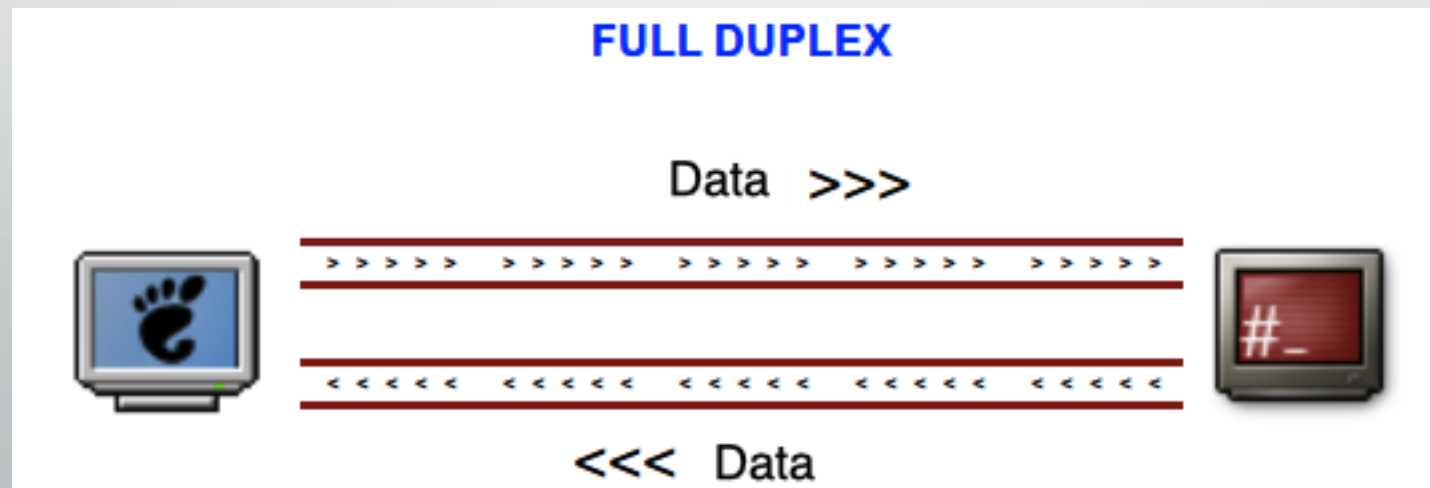 FULL DUPLEX
Data >>>
> > > > > > > > > > > > > > > > > > > > > > > > >
#_
< < < < < < < < < < < < < < < < < < < < < < < < <
<<< Data